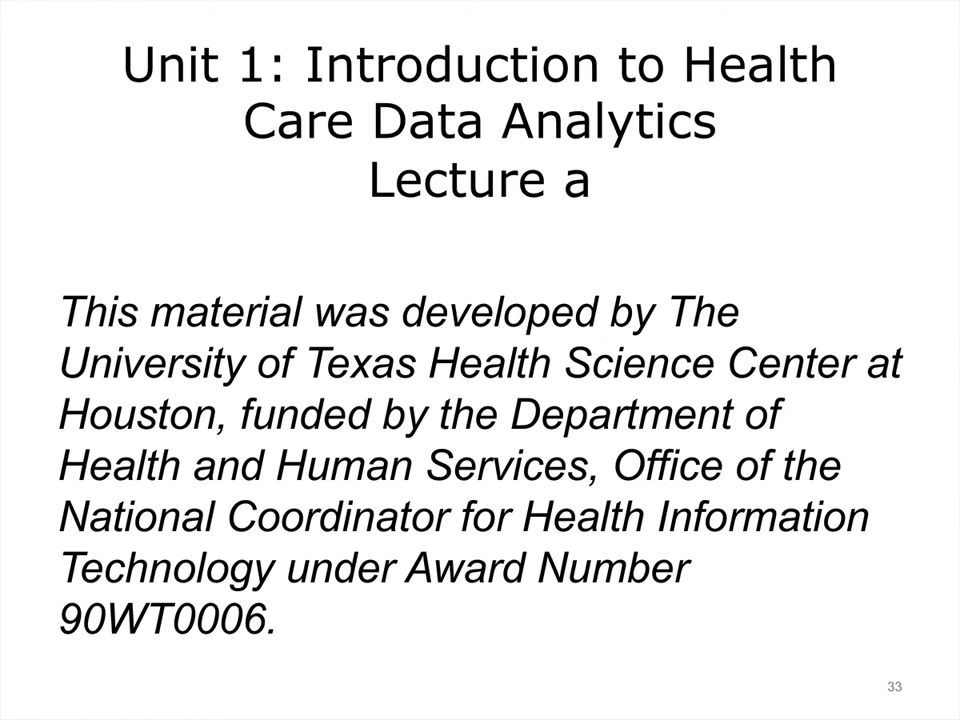 Unit 1: Introduction to Health
Care Data Analytics
Lecture a
This material was developed by The
University of Texas Health Science Center at
Houston, funded by the Department of
Health and Human Services, Office of the
National Coordinator for Health Information
Technology under Award Number
90WT0006.
33